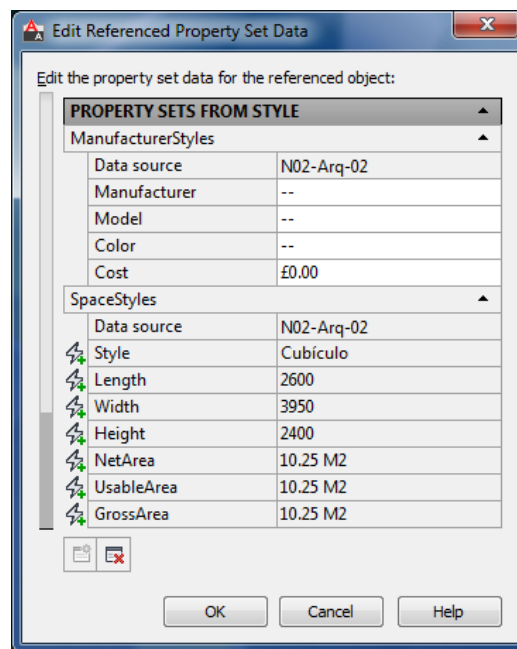 Edit Referenced Property Set Data
Edit the property set data for the referenced object:
PROPERTY SETS FROM STYLE
ManufacturerStyles
Data source N02-Arq-02
Manufacturer --
Model --
Color --
Cost £0.00
SpaceStyles
Data source N02-Arq-02
Style Cubículo
Length 2600
Width 3950
Height 2400
NetArea 10.25 M2
UsableArea 10.25 M2
GrossArea 10.25 M2
OK Cancel Help